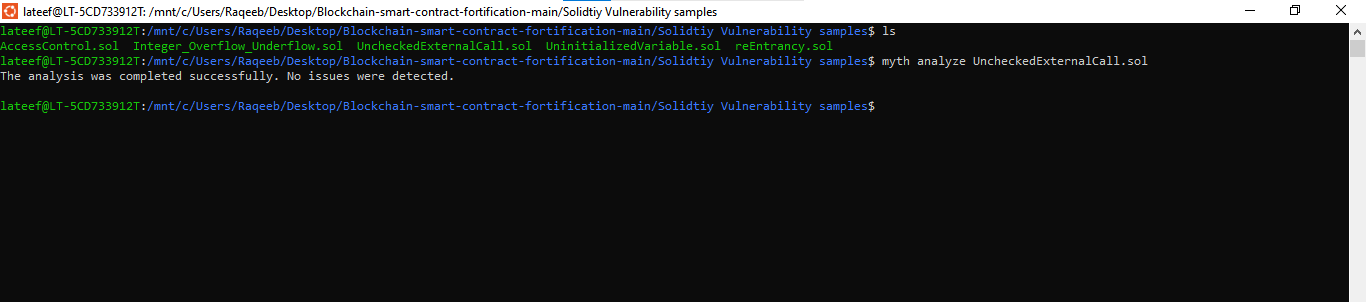 lateef@LT-5CD733912T: /mnt/c/Users/Raqeeb/Desktop/Blockchain-smart-contract-fortification-main/Solidtiy Vulnerability samples
lateef@LT-5CD733912T:/mnt/c/Users/Raqeeb/Desktop/Blockchain-smart-contract-fortification-main/Solidtiy Vulnerability samples$ ls
AccessControl.sol  Integer_Overflow_Underflow.sol  UncheckedExternalCall.sol  UninitializedVariable.sol  reEntrancy.sol
lateef@LT-5CD733912T:/mnt/c/Users/Raqeeb/Desktop/Blockchain-smart-contract-fortification-main/Solidtiy Vulnerability samples$ myth analyze UncheckedExternalCall.sol
The analysis was completed successfully. No issues were detected.
lateef@LT-5CD733912T:/mnt/c/Users/Raqeeb/Desktop/Blockchain-smart-contract-fortification-main/Solidtiy Vulnerability samples$